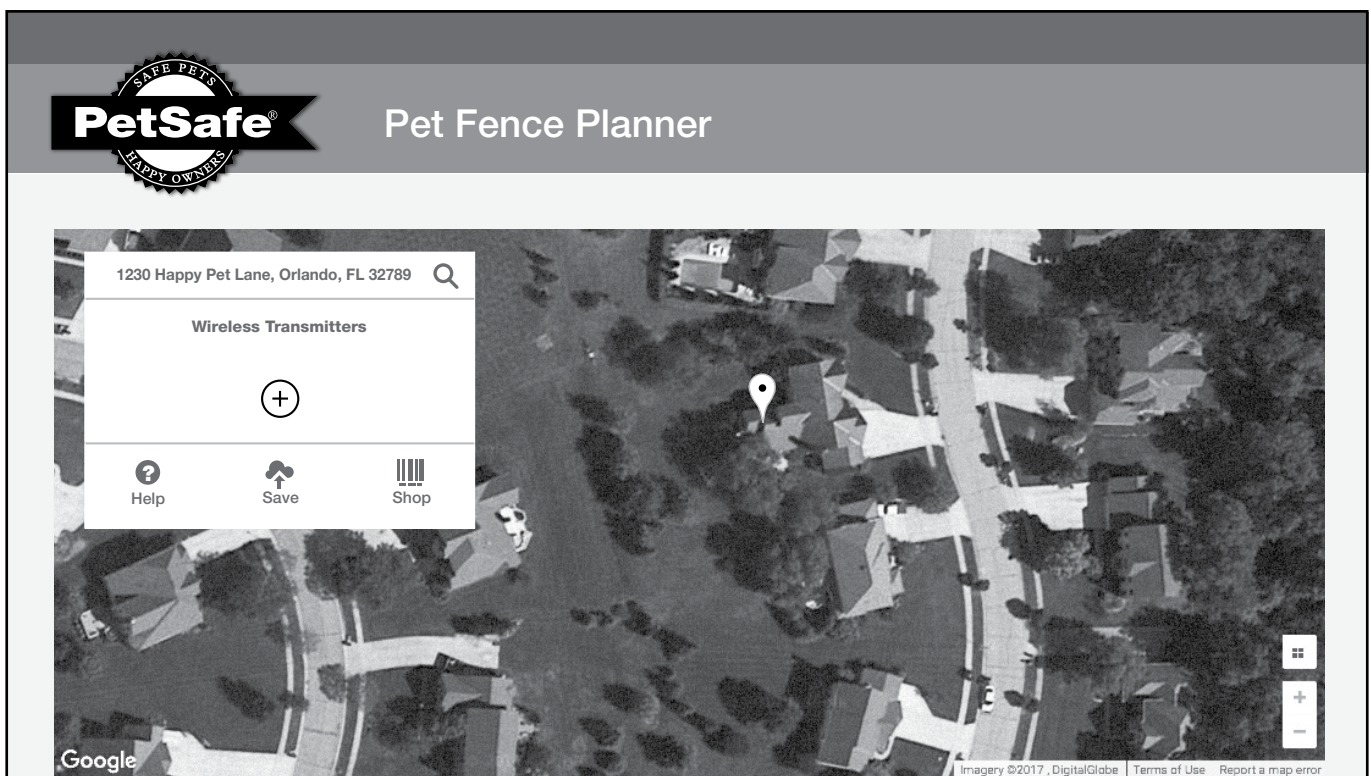 SAFE PETS
PetSafe®
HAPPY OWNERS
Pet Fence Planner
1230 Happy Pet Lane, Orlando, FL 32789
Wireless Transmitters
Help
Save
Shop
Google
Imagery ©2017 , DigitalGlobe
Terms of Use
Report a map error